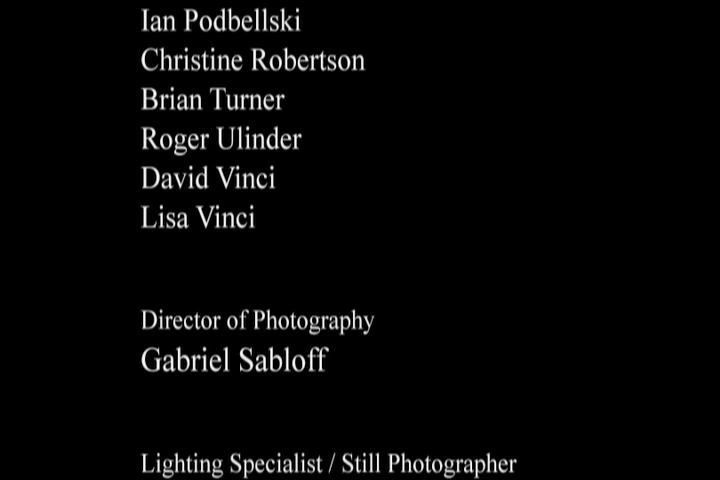 Ian Podbellski
Christine Robertson
Brian Turner
Roger Ulinder
David Vinci
Lisa Vinci
Director of Photography
Gabriel Sabloff
Lighting Specialist / Still Photographer